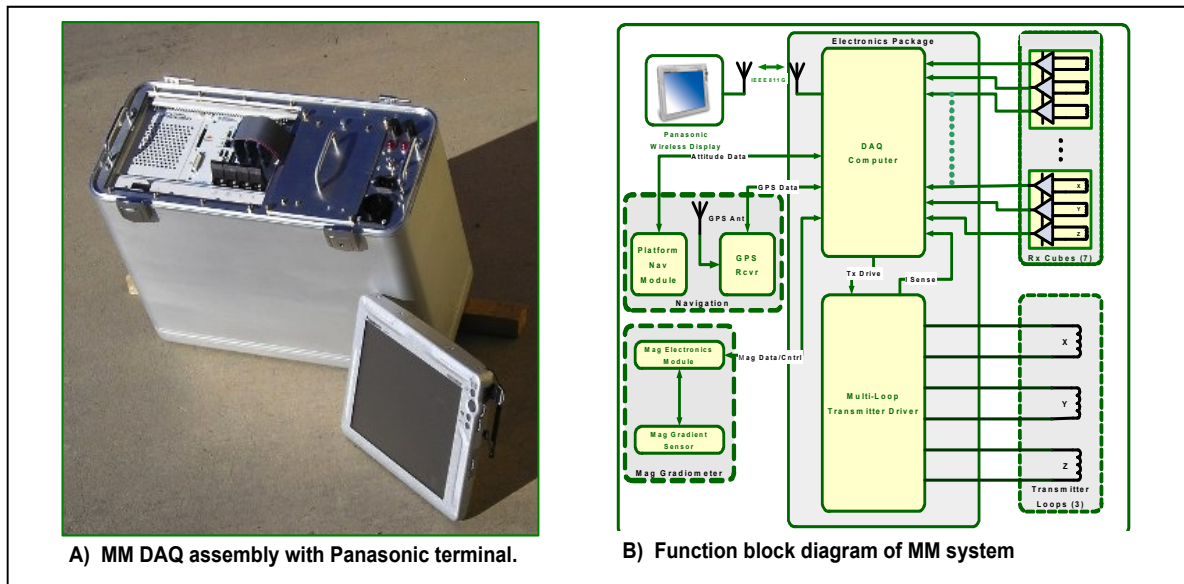 A) MM DAQ assembly with Panasonic terminal.
Electronics Package
IEEE811G
Panasonic
Wireless Display
Attitude Data
DAQ
Computer
GPS Data
GPS Ant
Platform
Nav
Module
GPS
Rcvr
Navigation
X
Y
Z
Rx Cubes (7)
Tx Drive
I Sense
Mag Electronics
Module
Mag Data/Cntrl
Mag Gradient
Sensor
Mag Gradiometer
Multi-Loop
Transmitter Driver
X
Y
Z
Transmitter
Loops (3)
B) Function block diagram of MM system